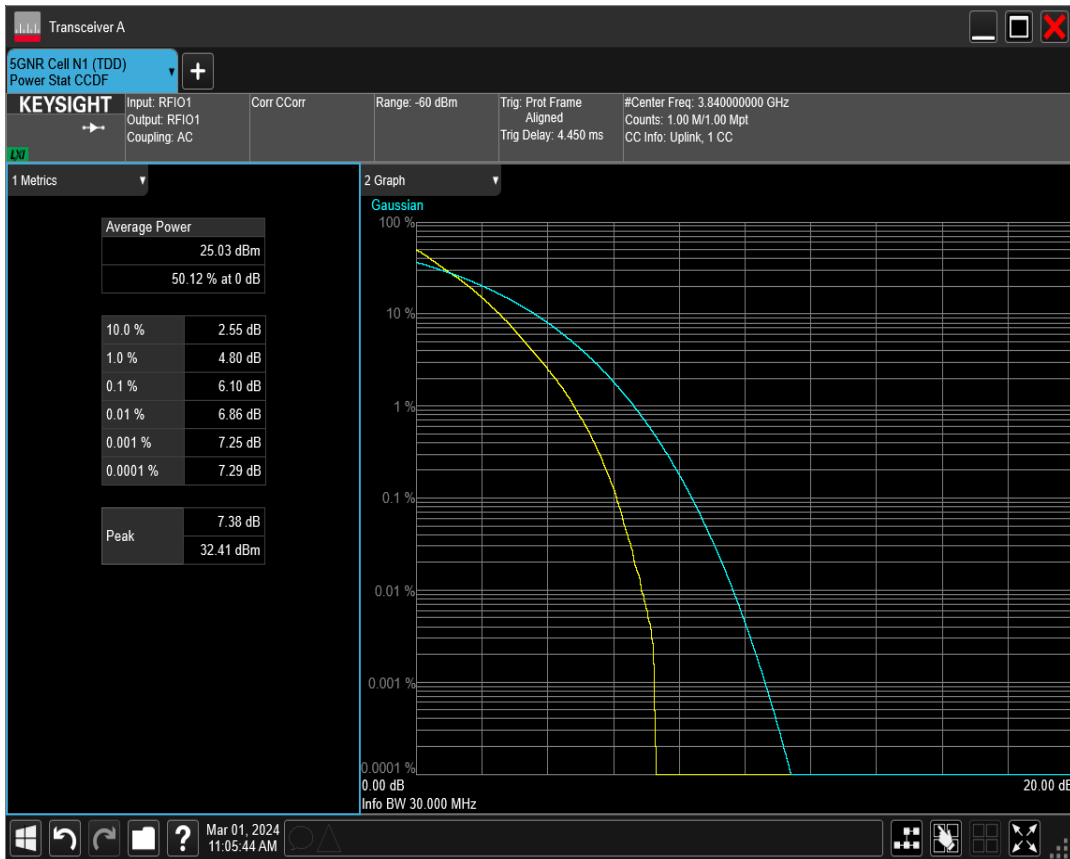 Transceiver A
5GNR Cell N1 (TDD)
Power Stat CCDF
+
KEYSIGHT
LXI
Input: RFIO1
Output: RFIO1
Coupling: AC
Corr CCorr
Range: -60 dBm
Trig: Prot Frame
Aligned
Trig Delay: 4.450 ms
#Center Freq: 3.840000000 GHz
Counts: 1.00 M/1.00 Mpt
CC Info: Uplink, 1 CC
1 Metrics
Average Power
25.03 dBm
50.12 % at 0 dB
10.0 % 2.55 dB
1.0 % 4.80 dB
0.1 % 6.10 dB
0.01 % 6.86 dB
0.001 % 7.25 dB
0.0001 % 7.29 dB
Peak
7.38 dB
32.41 dBm
2 Graph
Gaussian
100 %
10 %
1 %
0.1 %
0.01 %
0.001 %
0.0001 %
0.00 dB
20.00 dB
Info BW 30.000 MHz
?
Mar 01, 2024
11:05:44 AM